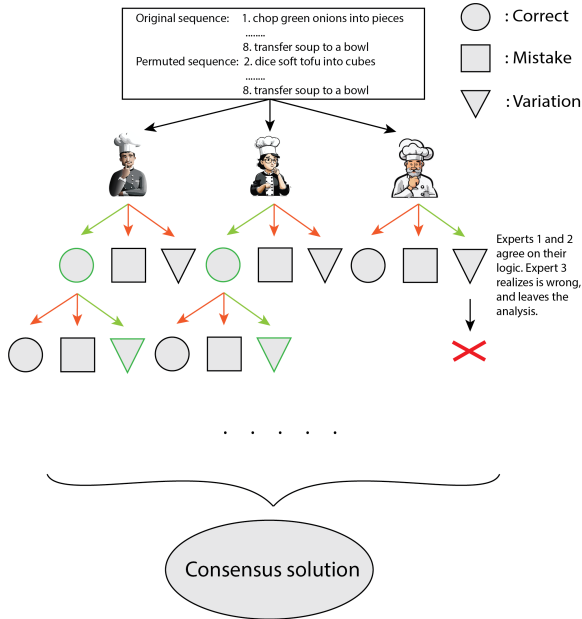 Original sequence: 1. chop green onions into pieces
........
8. transfer soup to a bowl
Permuted sequence: 2. dice soft tofu into cubes
........
8. transfer soup to a bowl
: Correct
: Mistake
: Variation
Experts 1 and 2
agree on their
logic. Expert 3
realizes is wrong,
and leaves the
analysis.
. . . . .
Consensus solution